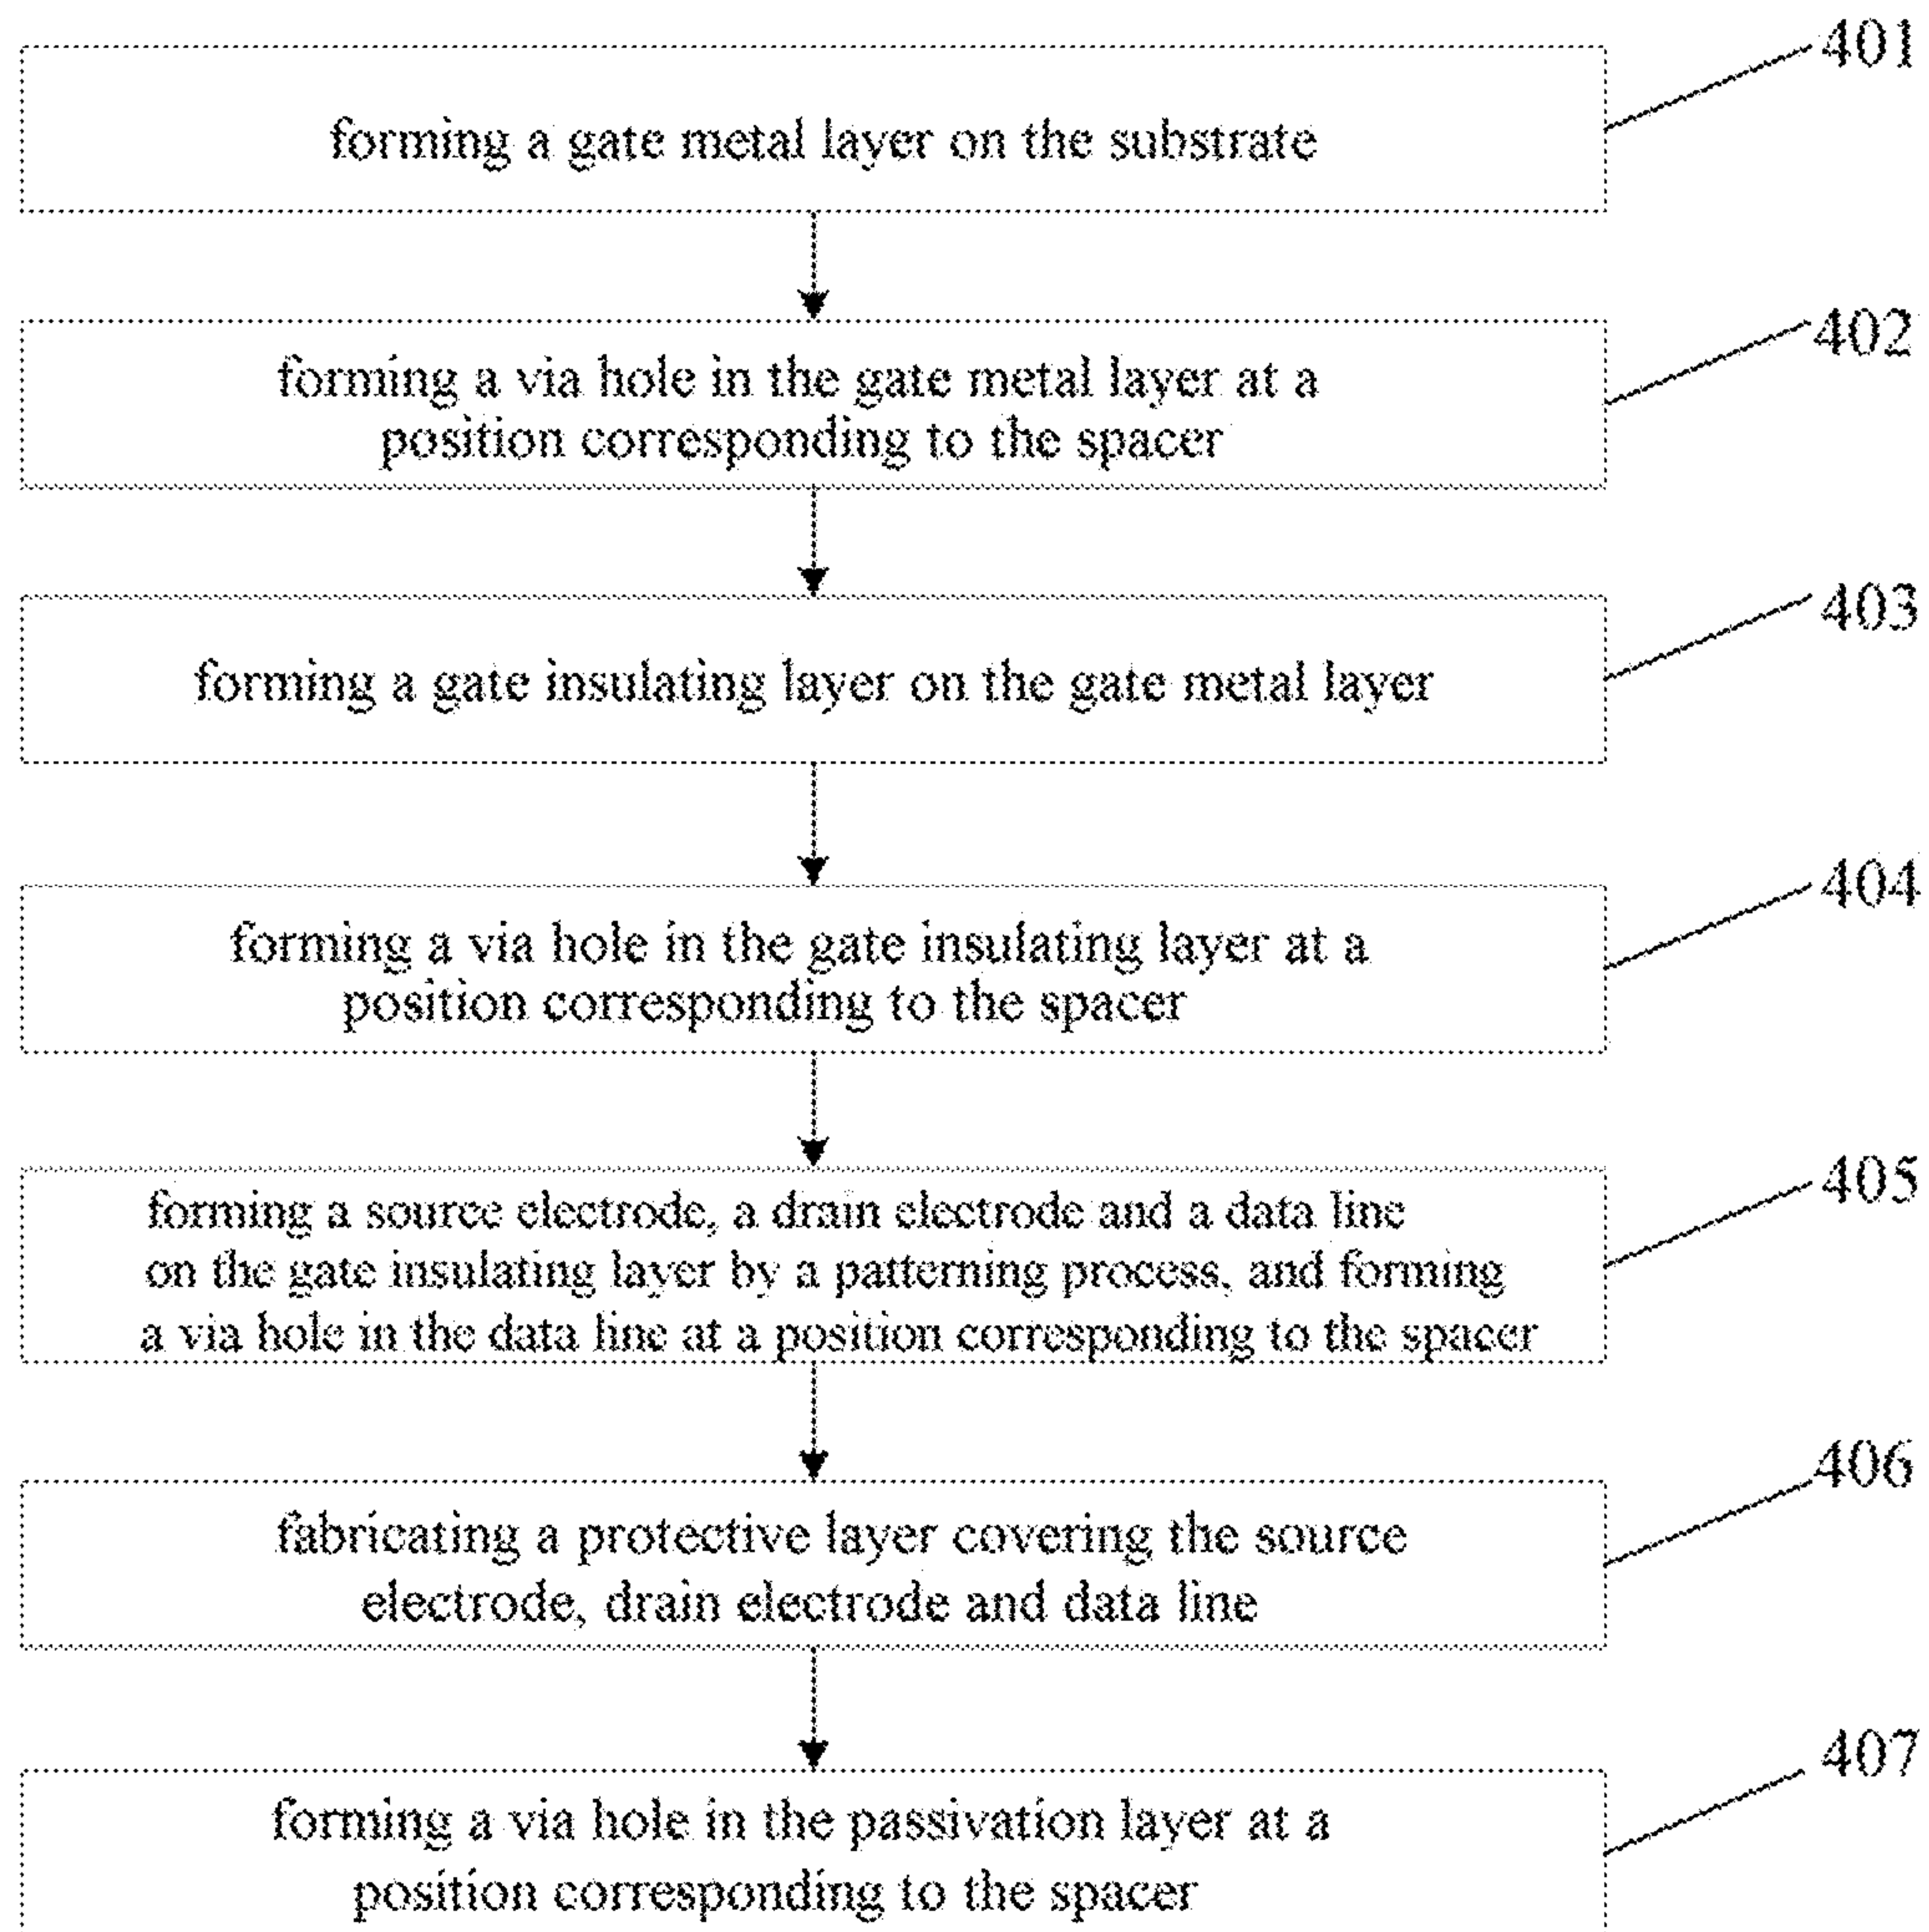 401
forming a gate metal layer on the substrate
402
forming a via hole in the gate metal layer at a
position corresponding to the spacer
403
forming a gate insulating layer on the gate metal layer
404
forming a via hole in the gate insulating layer at a
position corresponding to the spacer
405
forming a source electrode, a drain electrode and a data line
on the gate insulating layer by a patterning process, and forming
a via hole in the data line at a position corresponding to the spacer
406
fabricating a protective layer covering the source
electrode, drain electrode and data line
407
forming a via hole in the passivation layer at a
position corresponding to the spacer